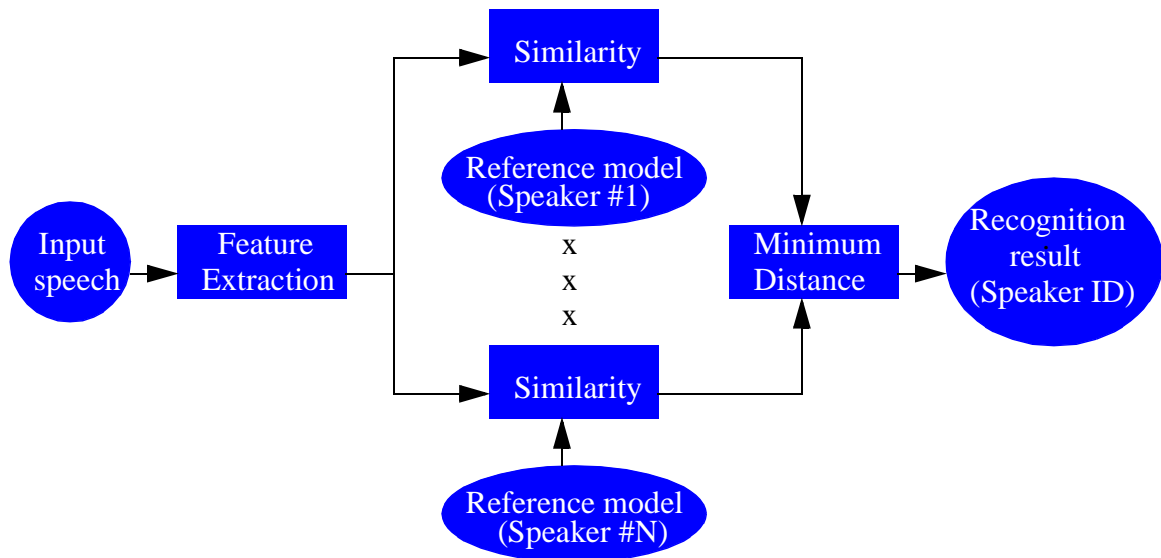 Input
speech
Feature
Extraction
Similarity
Reference model
(Speaker #1)
x
x
x
Similarity
Reference model
(Speaker #N)
Minimum
Distance
Recognition
result
(Speaker ID)